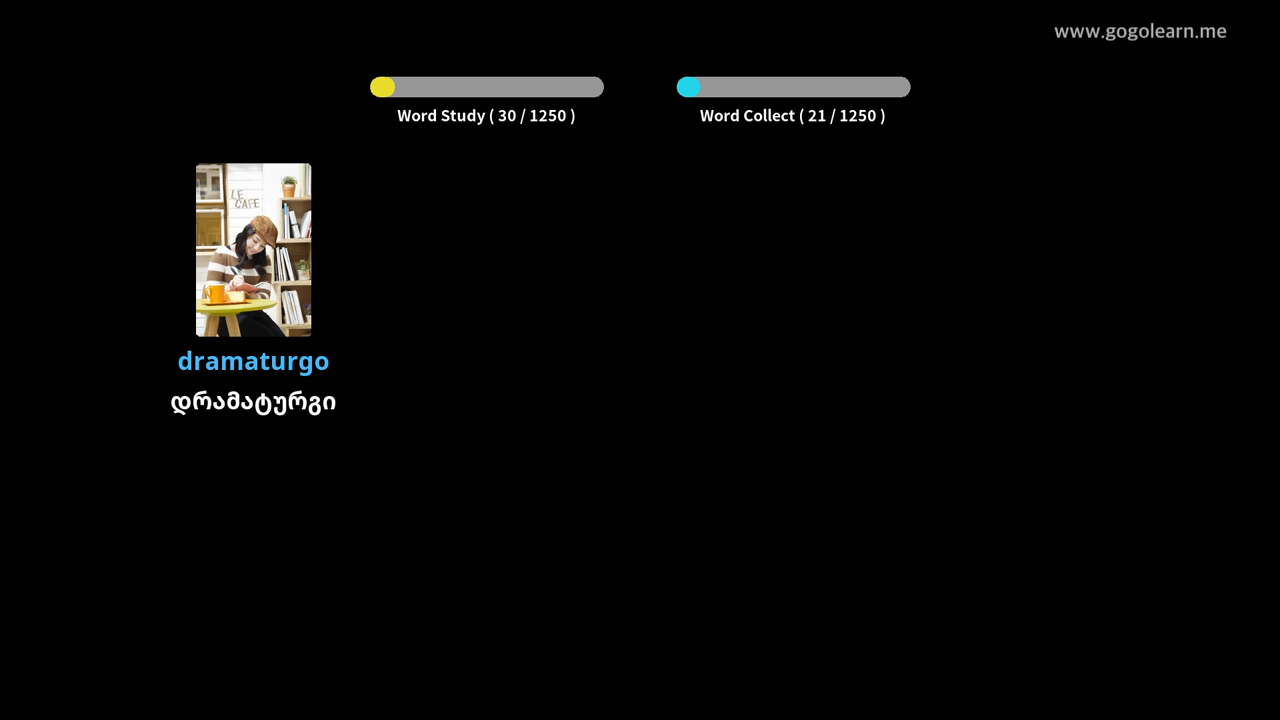 www.gogolearn.me
Word Study ( 30 / 1250 )
Word Collect ( 21 / 1250 )
LE
CAFE
dramaturgo
დრამატურგი